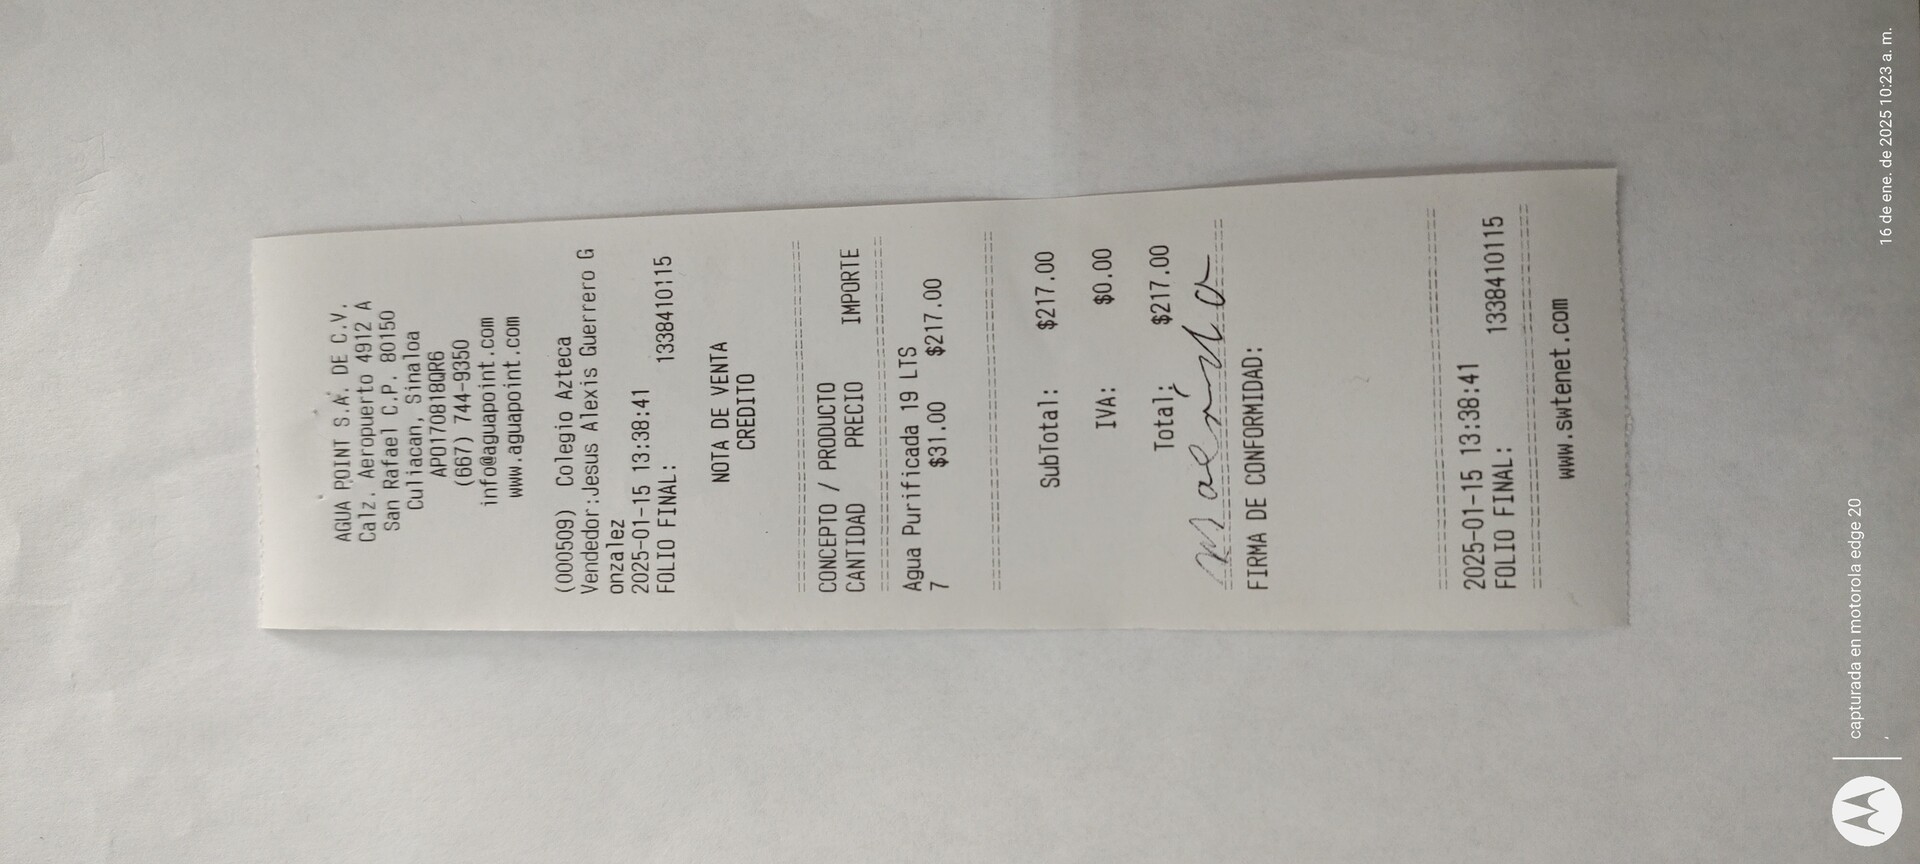 AGUA POINT S.A. DE C.V.
Calz. Aeropuerto 4912 A
San Rafael C.P. 80150
Culiacan, Sinaloa
APO170818QR6
(667) 744-9350
info@aguapoint.com
www.aguapoint.com
(000509) Colegio Azteca
Vendedor:Jesus Alexis Guerrero G
onzalez
2025-01-15 13:38:41
FOLIO FINAL: 1338410115
NOTA DE VENTA
CREDITO
CONCEPTO / PRODUCTO
CANTIDAD PRECIO IMPORTE
Agua Purificada 19 LTS
7 $31.00 $217.00
SubTotal: $217.00
IVA: $0.00
Total: $217.00
FIRMA DE CONFORMIDAD:
2025-01-15 13:38:41
FOLIO FINAL: 1338410115
www.swtenet.com
capturada en motorola edge 20
16 de ene. de 2025 10:23 a. m.